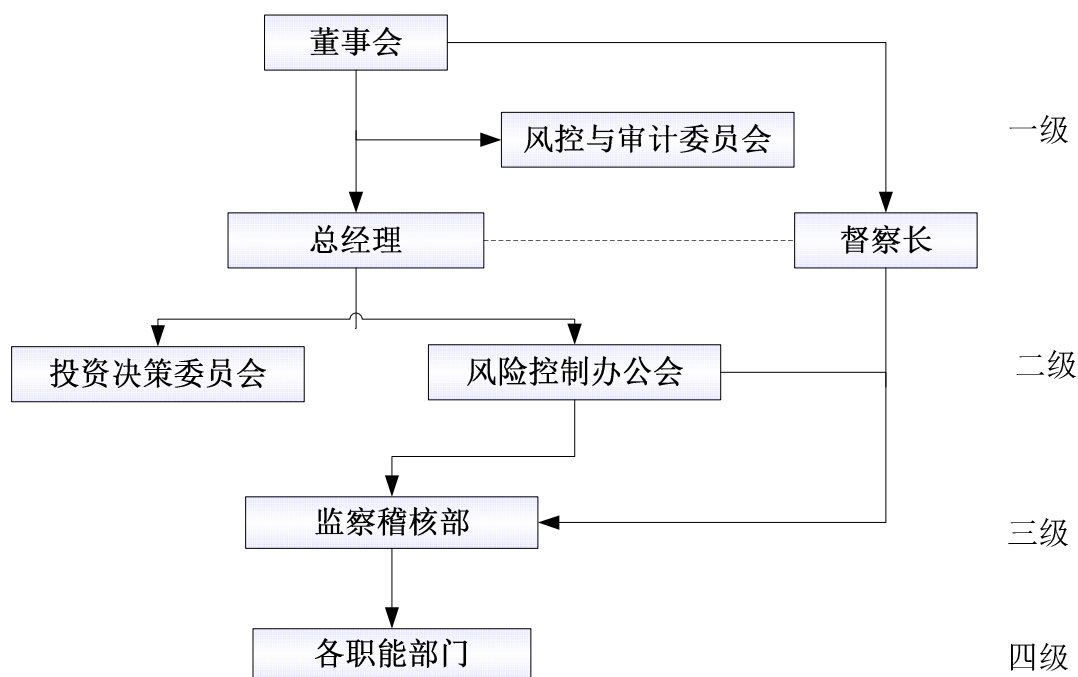 董事会
风控与审计委员会
一级
总经理
督察长
投资决策委员会
风险控制办公会
二级
监察稽核部
三级
各职能部门
四级